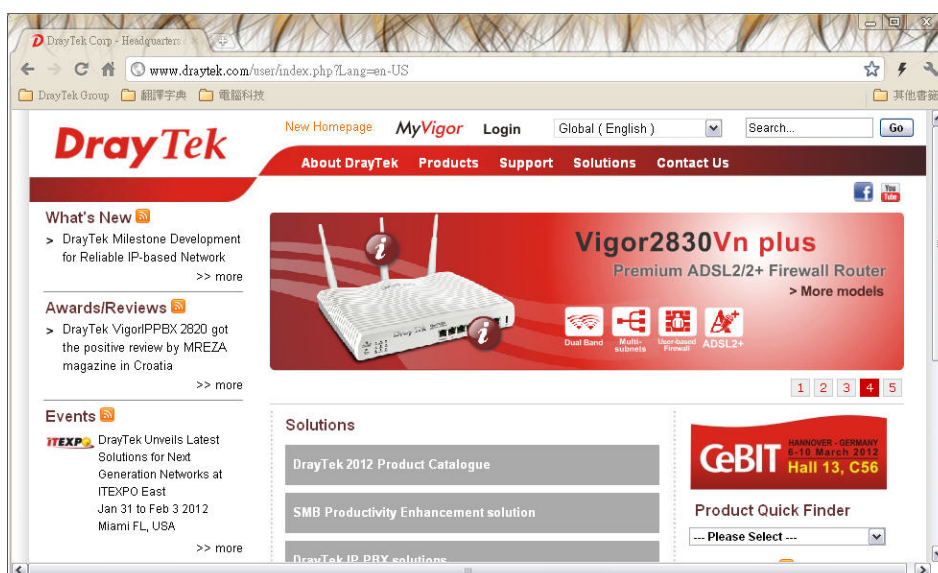 DrayTek Corp - Headquarters
www.draytek.com/user/index.php?Lang=en-US
DrayTek Group
翻譯字典
電腦科技
其他書籤
DrayTek
New Homepage
MyVigor
Login
Global ( English )
Search...
Go
About DrayTek
Products
Support
Solutions
Contact Us
You
Tube
What's New
> DrayTek Milestone Development
for Reliable IP-based Network
>> more
Awards/Reviews
> DrayTek VigorIPPBX 2820 got
the positive review by MREZA
magazine in Croatia
>> more
Events
ITEXPO
DrayTek Unveils Latest
Solutions for Next
Generation Networks at
ITEXPO East
Jan 31 to Feb 3 2012
Miami FL, USA
>> more
Vigor2830Vn plus
Premium ADSL2/2+ Firewall Router
> More models
Dual Band
Multi-
subnets
User-based
Firewall
ADSL2+
1 2 3 4 5
Solutions
DrayTek 2012 Product Catalogue
SMB Productivity Enhancement solution
DrayTek IP PBX solutions
CeBIT
HANNOVER - GERMANY
6-10 March 2012
Hall 13, C56
Product Quick Finder
--- Please Select ---